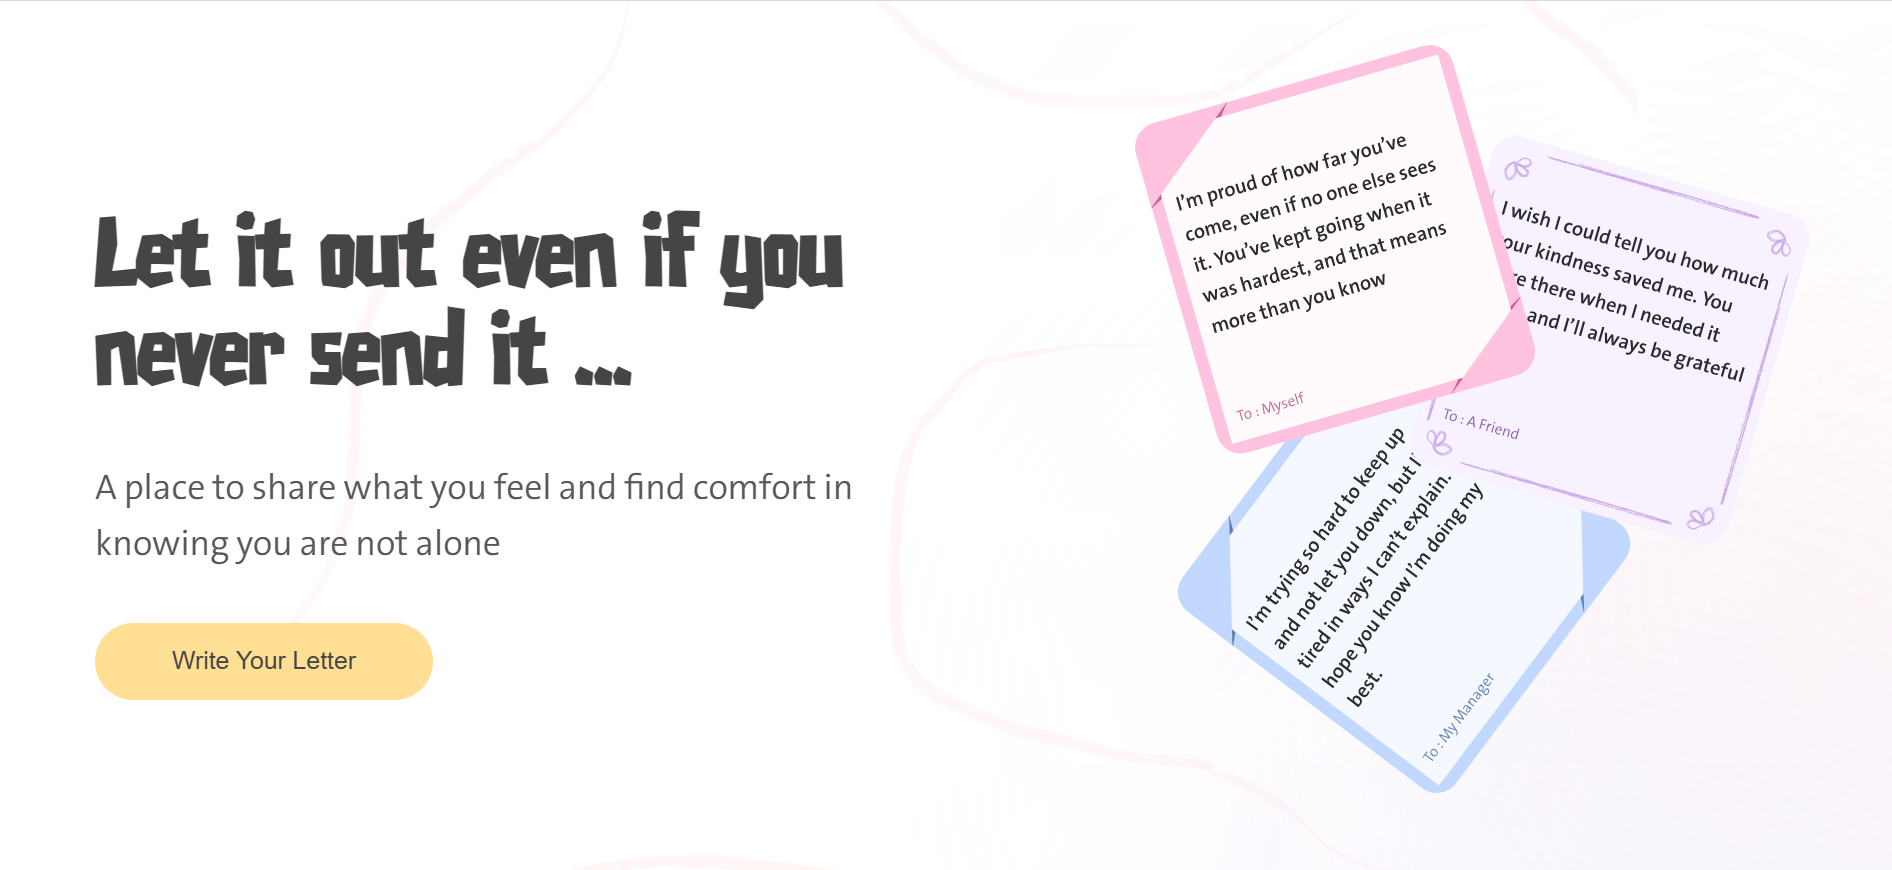 Let it out even if you
never send it ...
A place to share what you feel and find comfort in
knowing you are not alone
Write Your Letter
I'm proud of how far you've
come, even if no one else sees
it. You've kept going when it
was hardest, and that means
more than you know
To : Myself
I wish I could tell you how much
our kindness saved me. You
re there when I needed it
and I'll always be grateful
To : A Friend
I'm trying so hard to keep up
and not let you down, but I'
tired in ways I can't explain.
hope you know I'm doing my
best.
To : My Manager